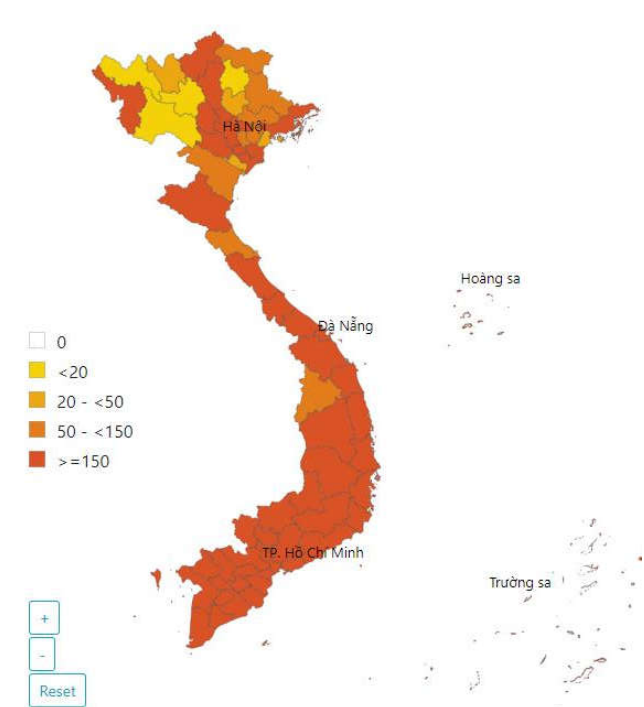 Hà Nội
Hoàng sa
Đà Nẵng
0
<20
20 - <50
50 - <150
>=150
TP. Hồ Chí Minh
Trường sa
+
-
Reset